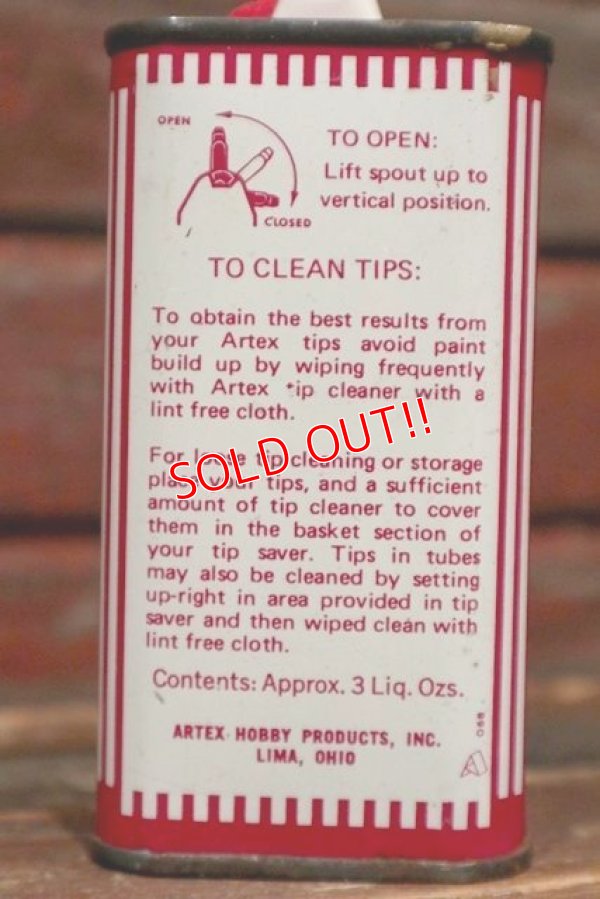 OPEN
CLOSED
TO OPEN:
Lift spout up to
vertical position.
TO CLEAN TIPS:
To obtain the best results from
your Artex tips avoid paint
build up by wiping frequently
with Artex ip cleaner with a
lint free cloth.
For loose tip cleaning or storage
place your tips, and a sufficient
amount of tip cleaner to cover
them in the basket section of
your tip saver. Tips in tubes
may also be cleaned by setting
up-right in area provided in tip
saver and then wiped clean with
lint free cloth.
Contents: Approx. 3 Liq. Ozs.
ARTEX HOBBY PRODUCTS, INC.
LIMA, OHIO
SOLD OUT!!